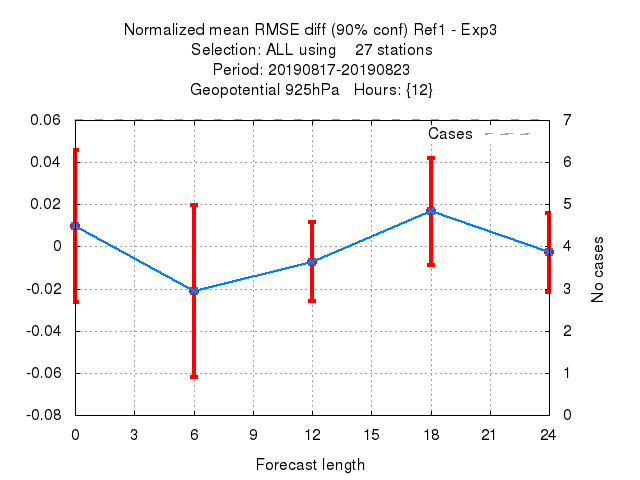 Normalized mean RMSE diff (90% conf) Ref1 - Exp3
Selection: ALL using 27 stations
Period: 20190817-20190823
Geopotential 925hPa Hours: {12}
Cases
0.06
0.04
0.02
0
-0.02
-0.04
-0.06
-0.08
7
6
5
4
3
2
1
0
No cases
0 3 6 9 12 15 18 21 24
Forecast length